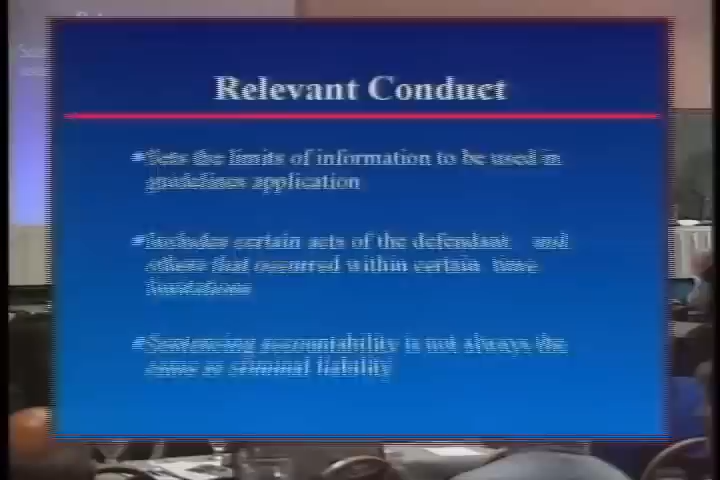 Relevant Conduct
Sets the limits of information to be used in
guidelines application
Includes certain acts of the defendant and
others that occurred within certain time
limitations
Sentencing accountability is not always the
same as criminal liability